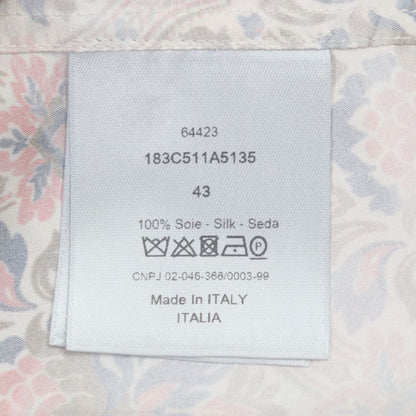 64423
183C511A5135
43
100% Soie - Silk - Seda
P
CNPJ 02-046-366/0003-99
Made In ITALY
ITALIA